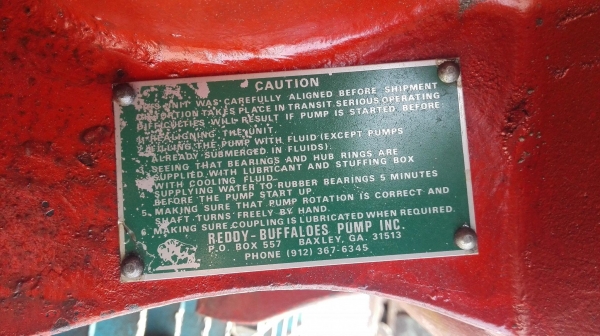 CAUTION
THIS UNIT WAS CAREFULLY ALIGNED BEFORE SHIPMENT
TAKES PLACE IN TRANSIT. SERIOUS OPERATING
DIFFICULTIES WILL RESULT IF PUMP IS STARTED BEFORE
REALIGNING THE UNIT.
THE PUMP WITH FLUID (EXCEPT PUMPS
ALREADY SUBMERGED IN FLUIDS).
SEEING THAT BEARINGS AND HUB RINGS ARE
SUPPLIED WITH LUBRICANT AND STUFFING BOX
WITH COOLING FLUID.
4. SUPPLYING WATER TO RUBBER BEARINGS 5 MINUTES
BEFORE THE PUMP START UP.
5. MAKING SURE THAT PUMP ROTATION IS CORRECT AND
SHAFT TURNS FREELY BY HAND.
6. MAKING SURE COUPLING IS LUBRICATED WHEN REQUIRED.
REDDY-BUFFALOES PUMP INC.
P.O. BOX 557 BAXLEY, GA. 31513
PHONE (912) 367-6345